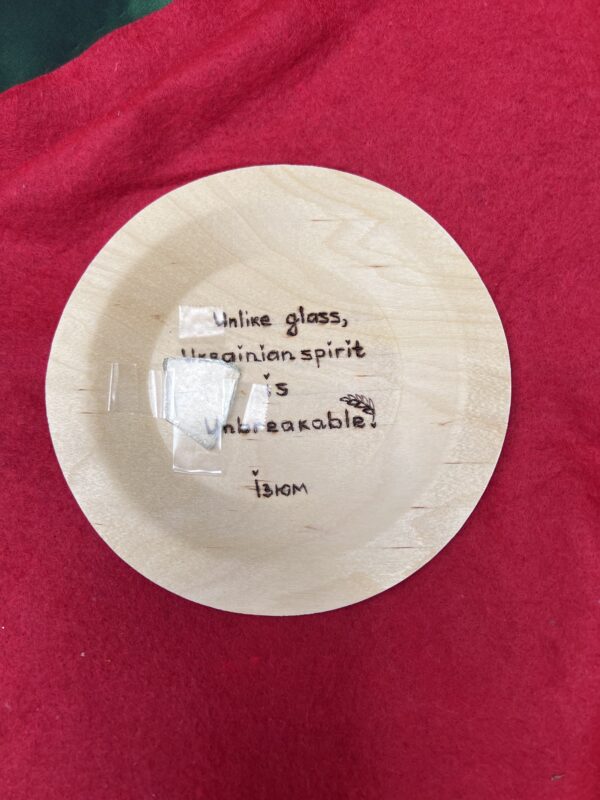 Unlike glass,
Ukrainian spirit
is
Unbreakable!
Ізюм